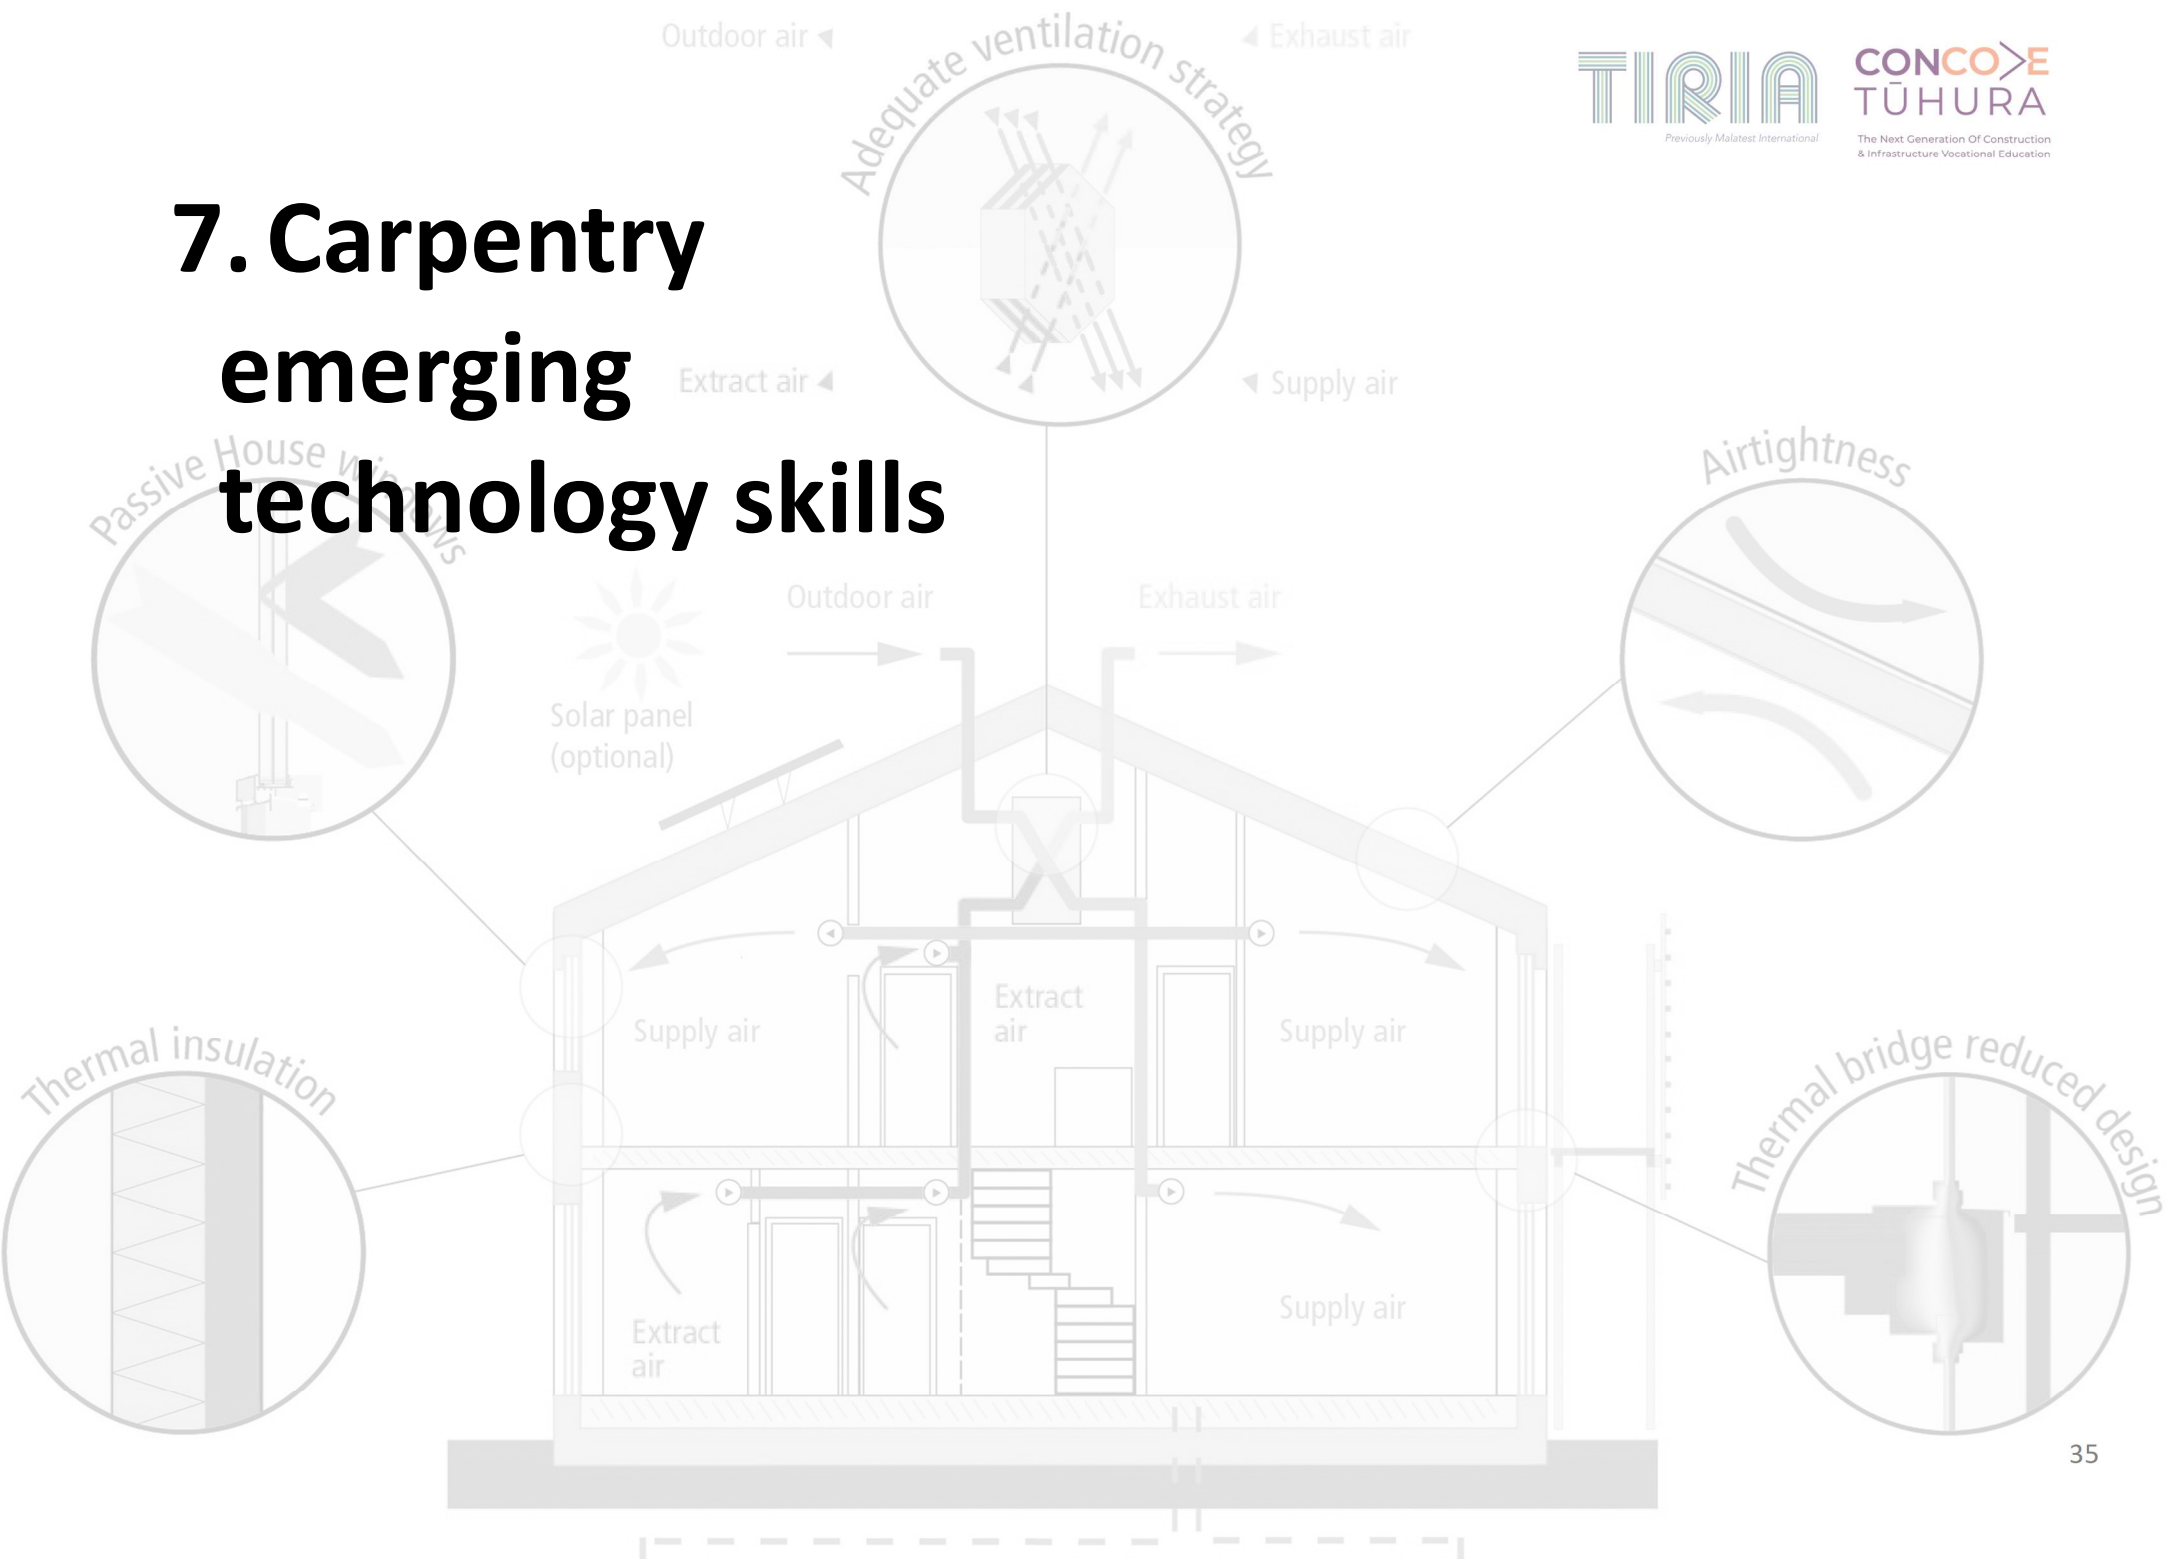 Outdoor air
Exhaust air
Adequate ventilation strategy
TIRIA
Previously Malatest International
CONCOVE
TŪHURA
The Next Generation Of Construction
& Infrastructure Vocational Education
7. Carpentry
emerging
technology skills
Extract air
Supply air
Passive House windows
Airtightness
Outdoor air
Exhaust air
Solar panel
(optional)
Supply air
Extract
air
Supply air
Thermal insulation
Thermal bridge reduced design
Extract
air
Supply air
35